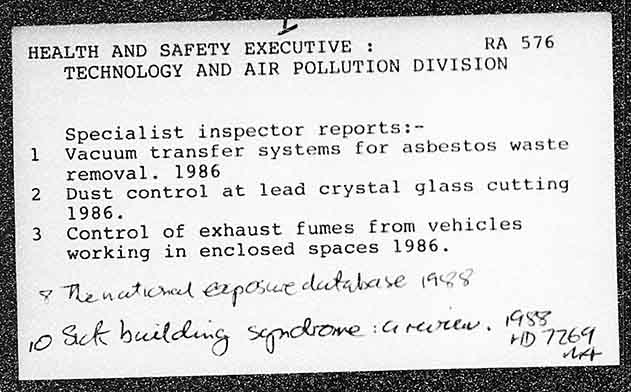 HEALTH AND SAFETY EXECUTIVE : RA 576
TECHNOLOGY AND AIR POLLUTION DIVISION
Specialist inspector reports:-
1 Vacuum transfer systems for asbestos waste
removal. 1986
2 Dust control at lead crystal glass cutting
1986.
3 Control of exhaust fumes from vehicles
working in enclosed spaces 1986.
8 The national exposure database 1988
10 Sick building syndrome : a review. 1988
HD 7269